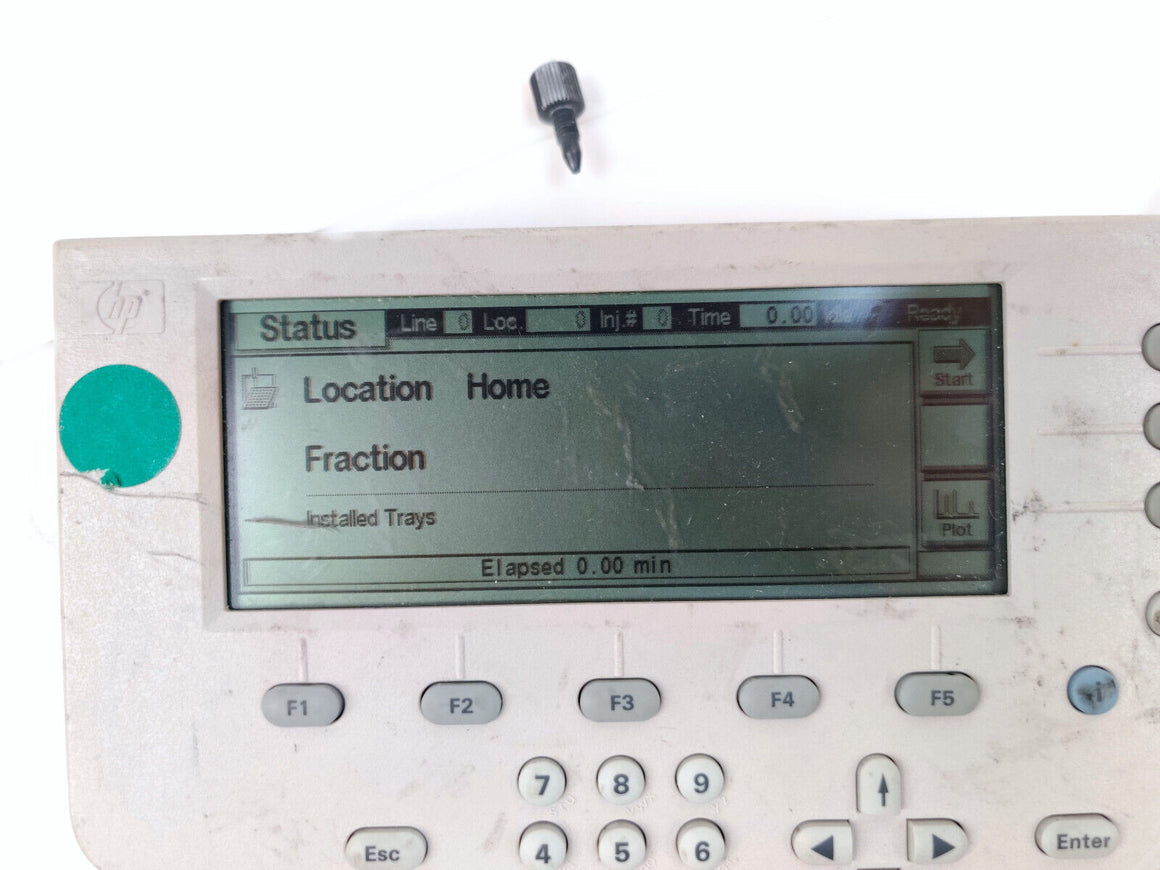 hp
Status Line 0 Loc. 0 Inj.# 0 Time 0.00 Ready
Location Home
Start
Fraction
Installed Trays
Plot
Elapsed 0.00 min
F1 F2 F3 F4 F5 i
7 8 9
Esc 4 5 6 Enter